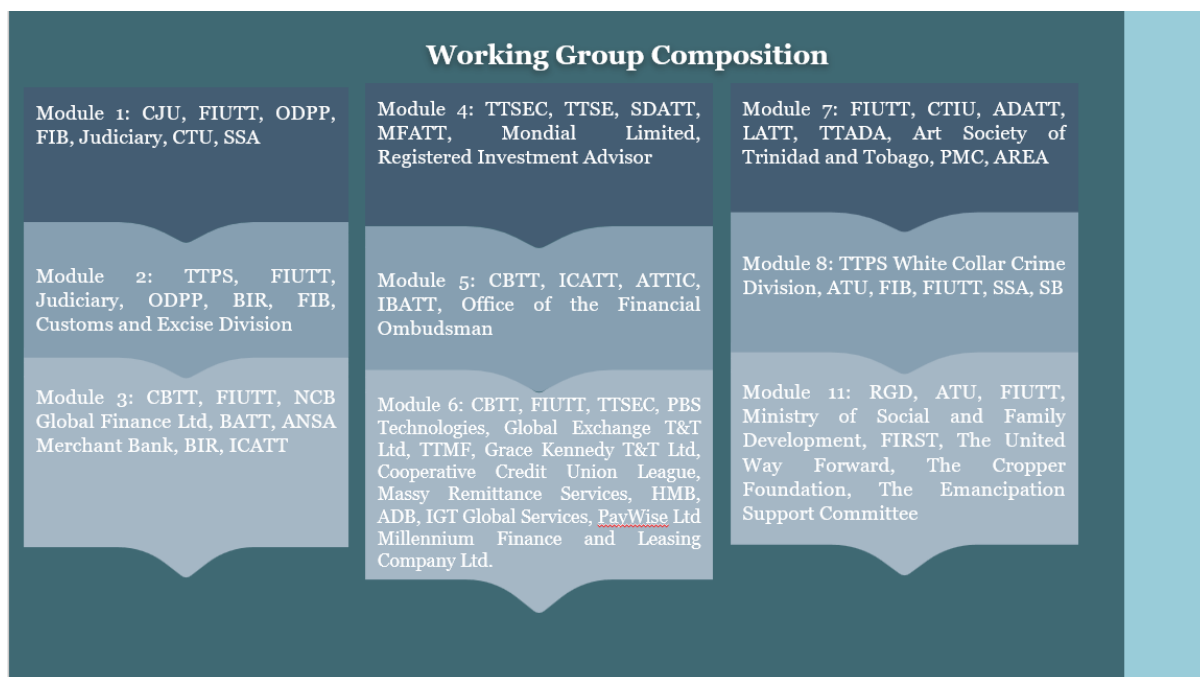 Working Group Composition
Module 1: CJU, FIUTT, ODPP,
FIB, Judiciary, CTU, SSA
Module 2: TTPS, FIUTT,
Judiciary, ODPP, BIR, FIB,
Customs and Excise Division
Module 3: CBTT, FIUTT, NCB
Global Finance Ltd, BATT, ANSA
Merchant Bank, BIR, ICATT
Module 4: TTSEC, TTSE, SDATT,
MFATT, Mondial Limited,
Registered Investment Advisor
Module 5: CBTT, ICATT, ATTIC,
IBATT, Office of the Financial
Ombudsman
Module 6: CBTT, FIUTT, TTSEC, PBS
Technologies, Global Exchange T&T
Ltd, TTMF, Grace Kennedy T&T Ltd,
Cooperative Credit Union League,
Massy Remittance Services, HMB,
ADB, IGT Global Services, PayWise Ltd
Millennium Finance and Leasing
Company Ltd.
Module 7: FIUTT, CTIU, ADATT,
LATT, TTADA, Art Society of
Trinidad and Tobago, PMC, AREA
Module 8: TTPS White Collar Crime
Division, ATU, FIB, FIUTT, SSA, SB
Module 11: RGD, ATU, FIUTT,
Ministry of Social and Family
Development, FIRST, The United
Way Forward, The Cropper
Foundation, The Emancipation
Support Committee